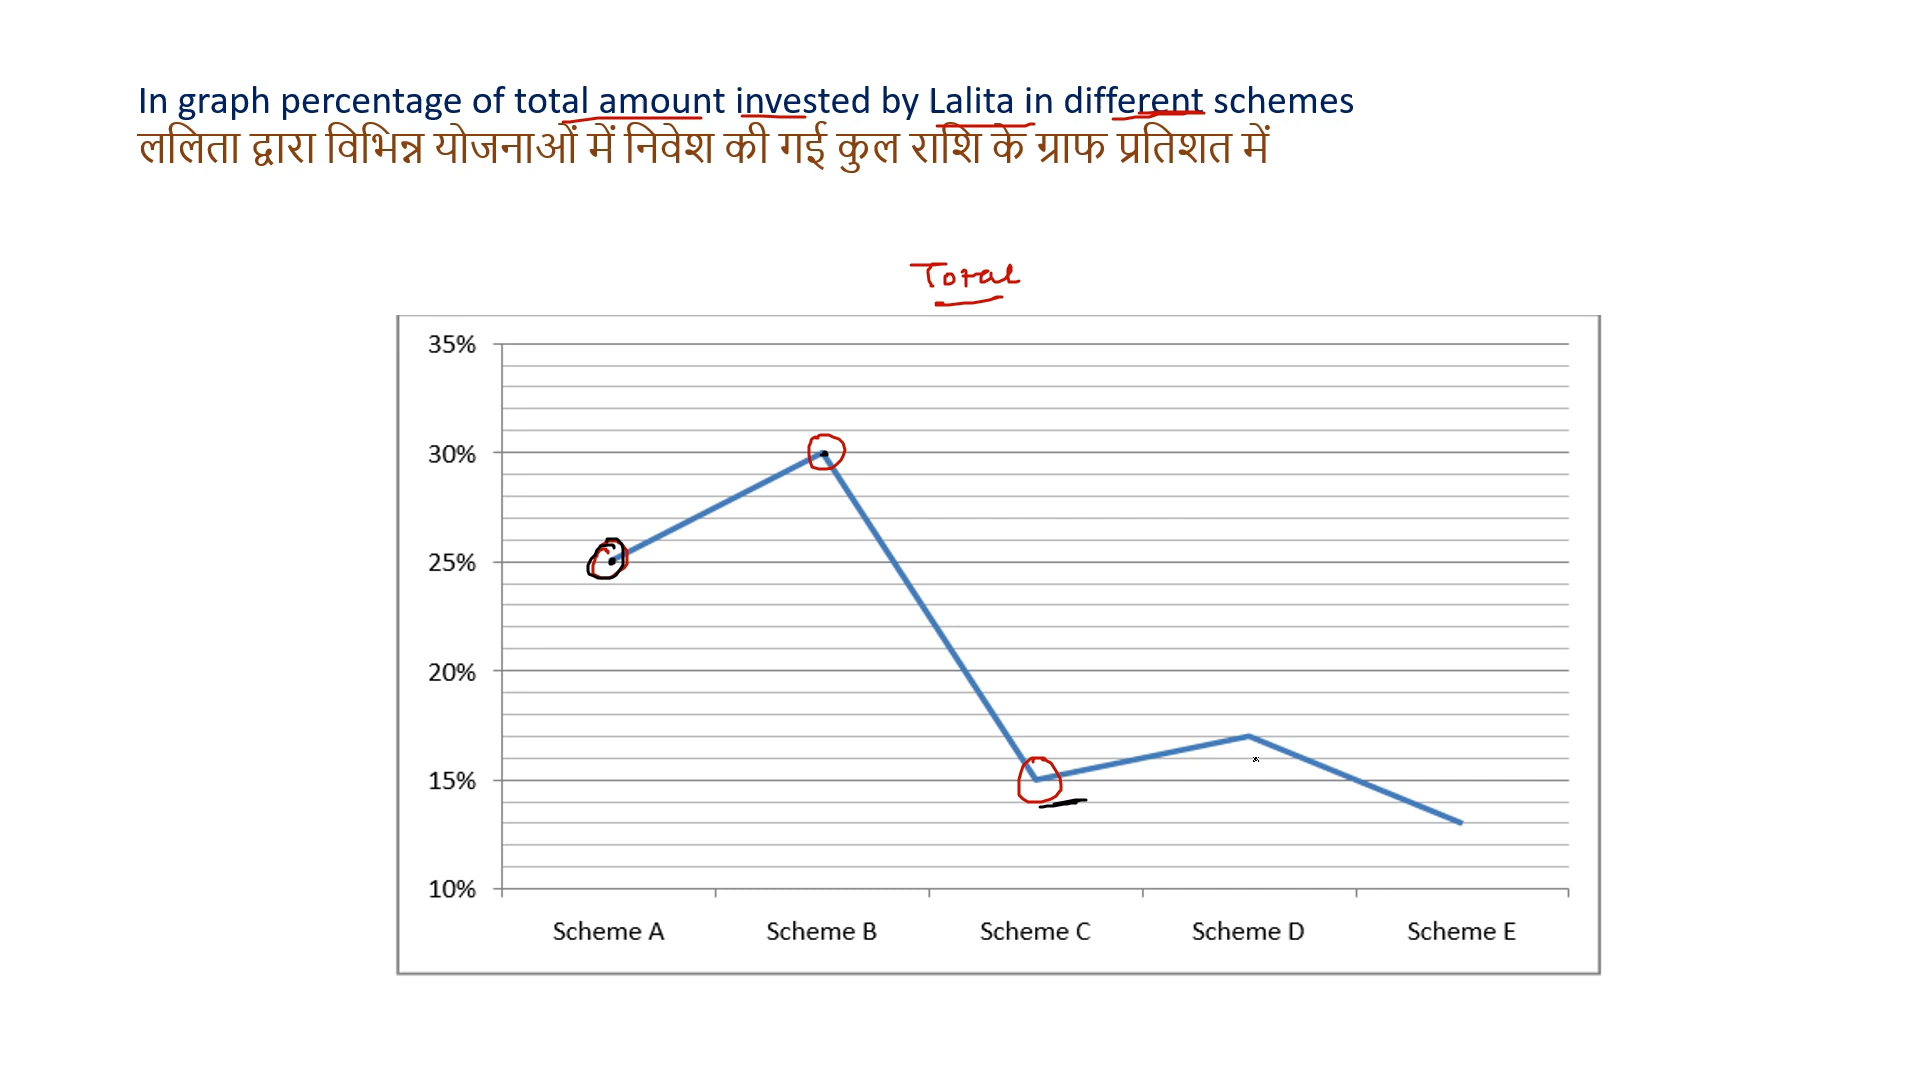 In graph percentage of total amount invested by Lalita in different schemes
ललिता द्वारा विभिन्न योजनाओं में निवेश की गई कुल राशि के ग्राफ प्रतिशत में
Total
35%
30%
25%
20%
15%
10%
Scheme A Scheme B Scheme C Scheme D Scheme E